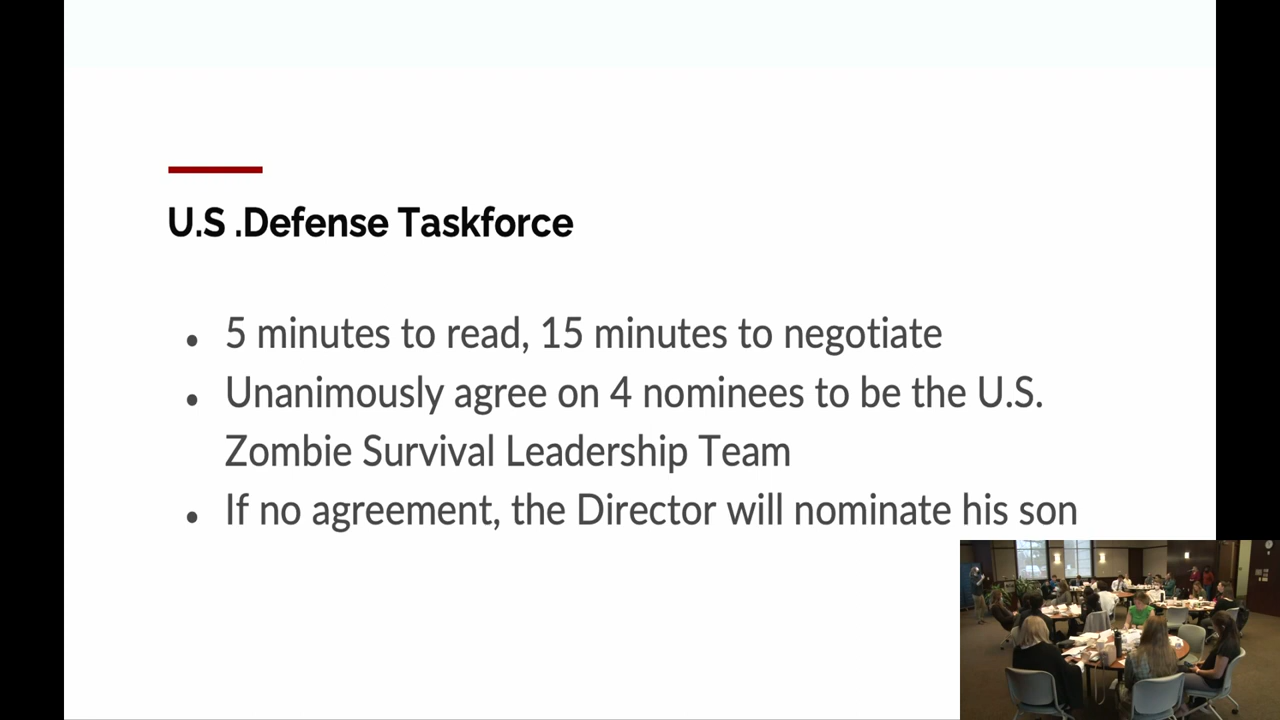 U.S .Defense Taskforce
• 5 minutes to read, 15 minutes to negotiate
• Unanimously agree on 4 nominees to be the U.S.
Zombie Survival Leadership Team
• If no agreement, the Director will nominate his son